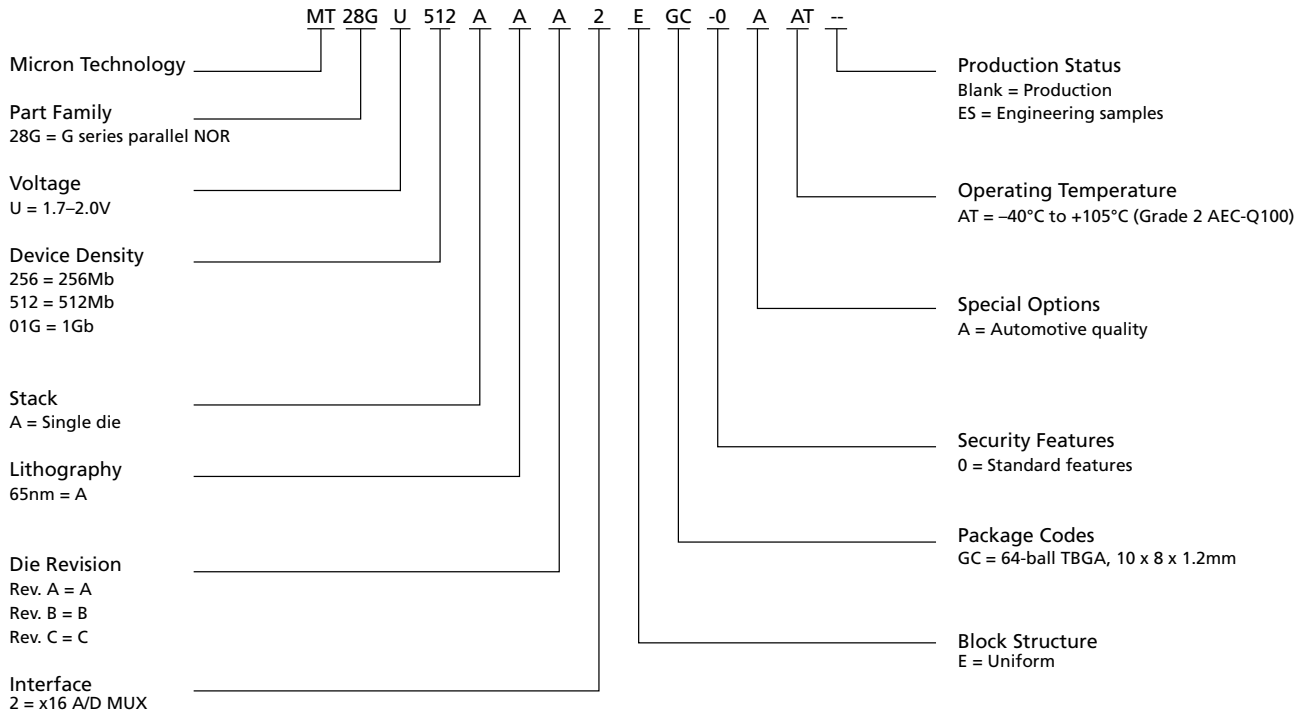 MT 28G U 512 A A A 2 E GC -0 A AT --
Micron Technology
Part Family
28G = G series parallel NOR
Voltage
U = 1.7–2.0V
Device Density
256 = 256Mb
512 = 512Mb
01G = 1Gb
Stack
A = Single die
Lithography
65nm = A
Die Revision
Rev. A = A
Rev. B = B
Rev. C = C
Interface
2 = x16 A/D MUX
Production Status
Blank = Production
ES = Engineering samples
Operating Temperature
AT = –40°C to +105°C (Grade 2 AEC-Q100)
Special Options
A = Automotive quality
Security Features
0 = Standard features
Package Codes
GC = 64-ball TBGA, 10 x 8 x 1.2mm
Block Structure
E = Uniform